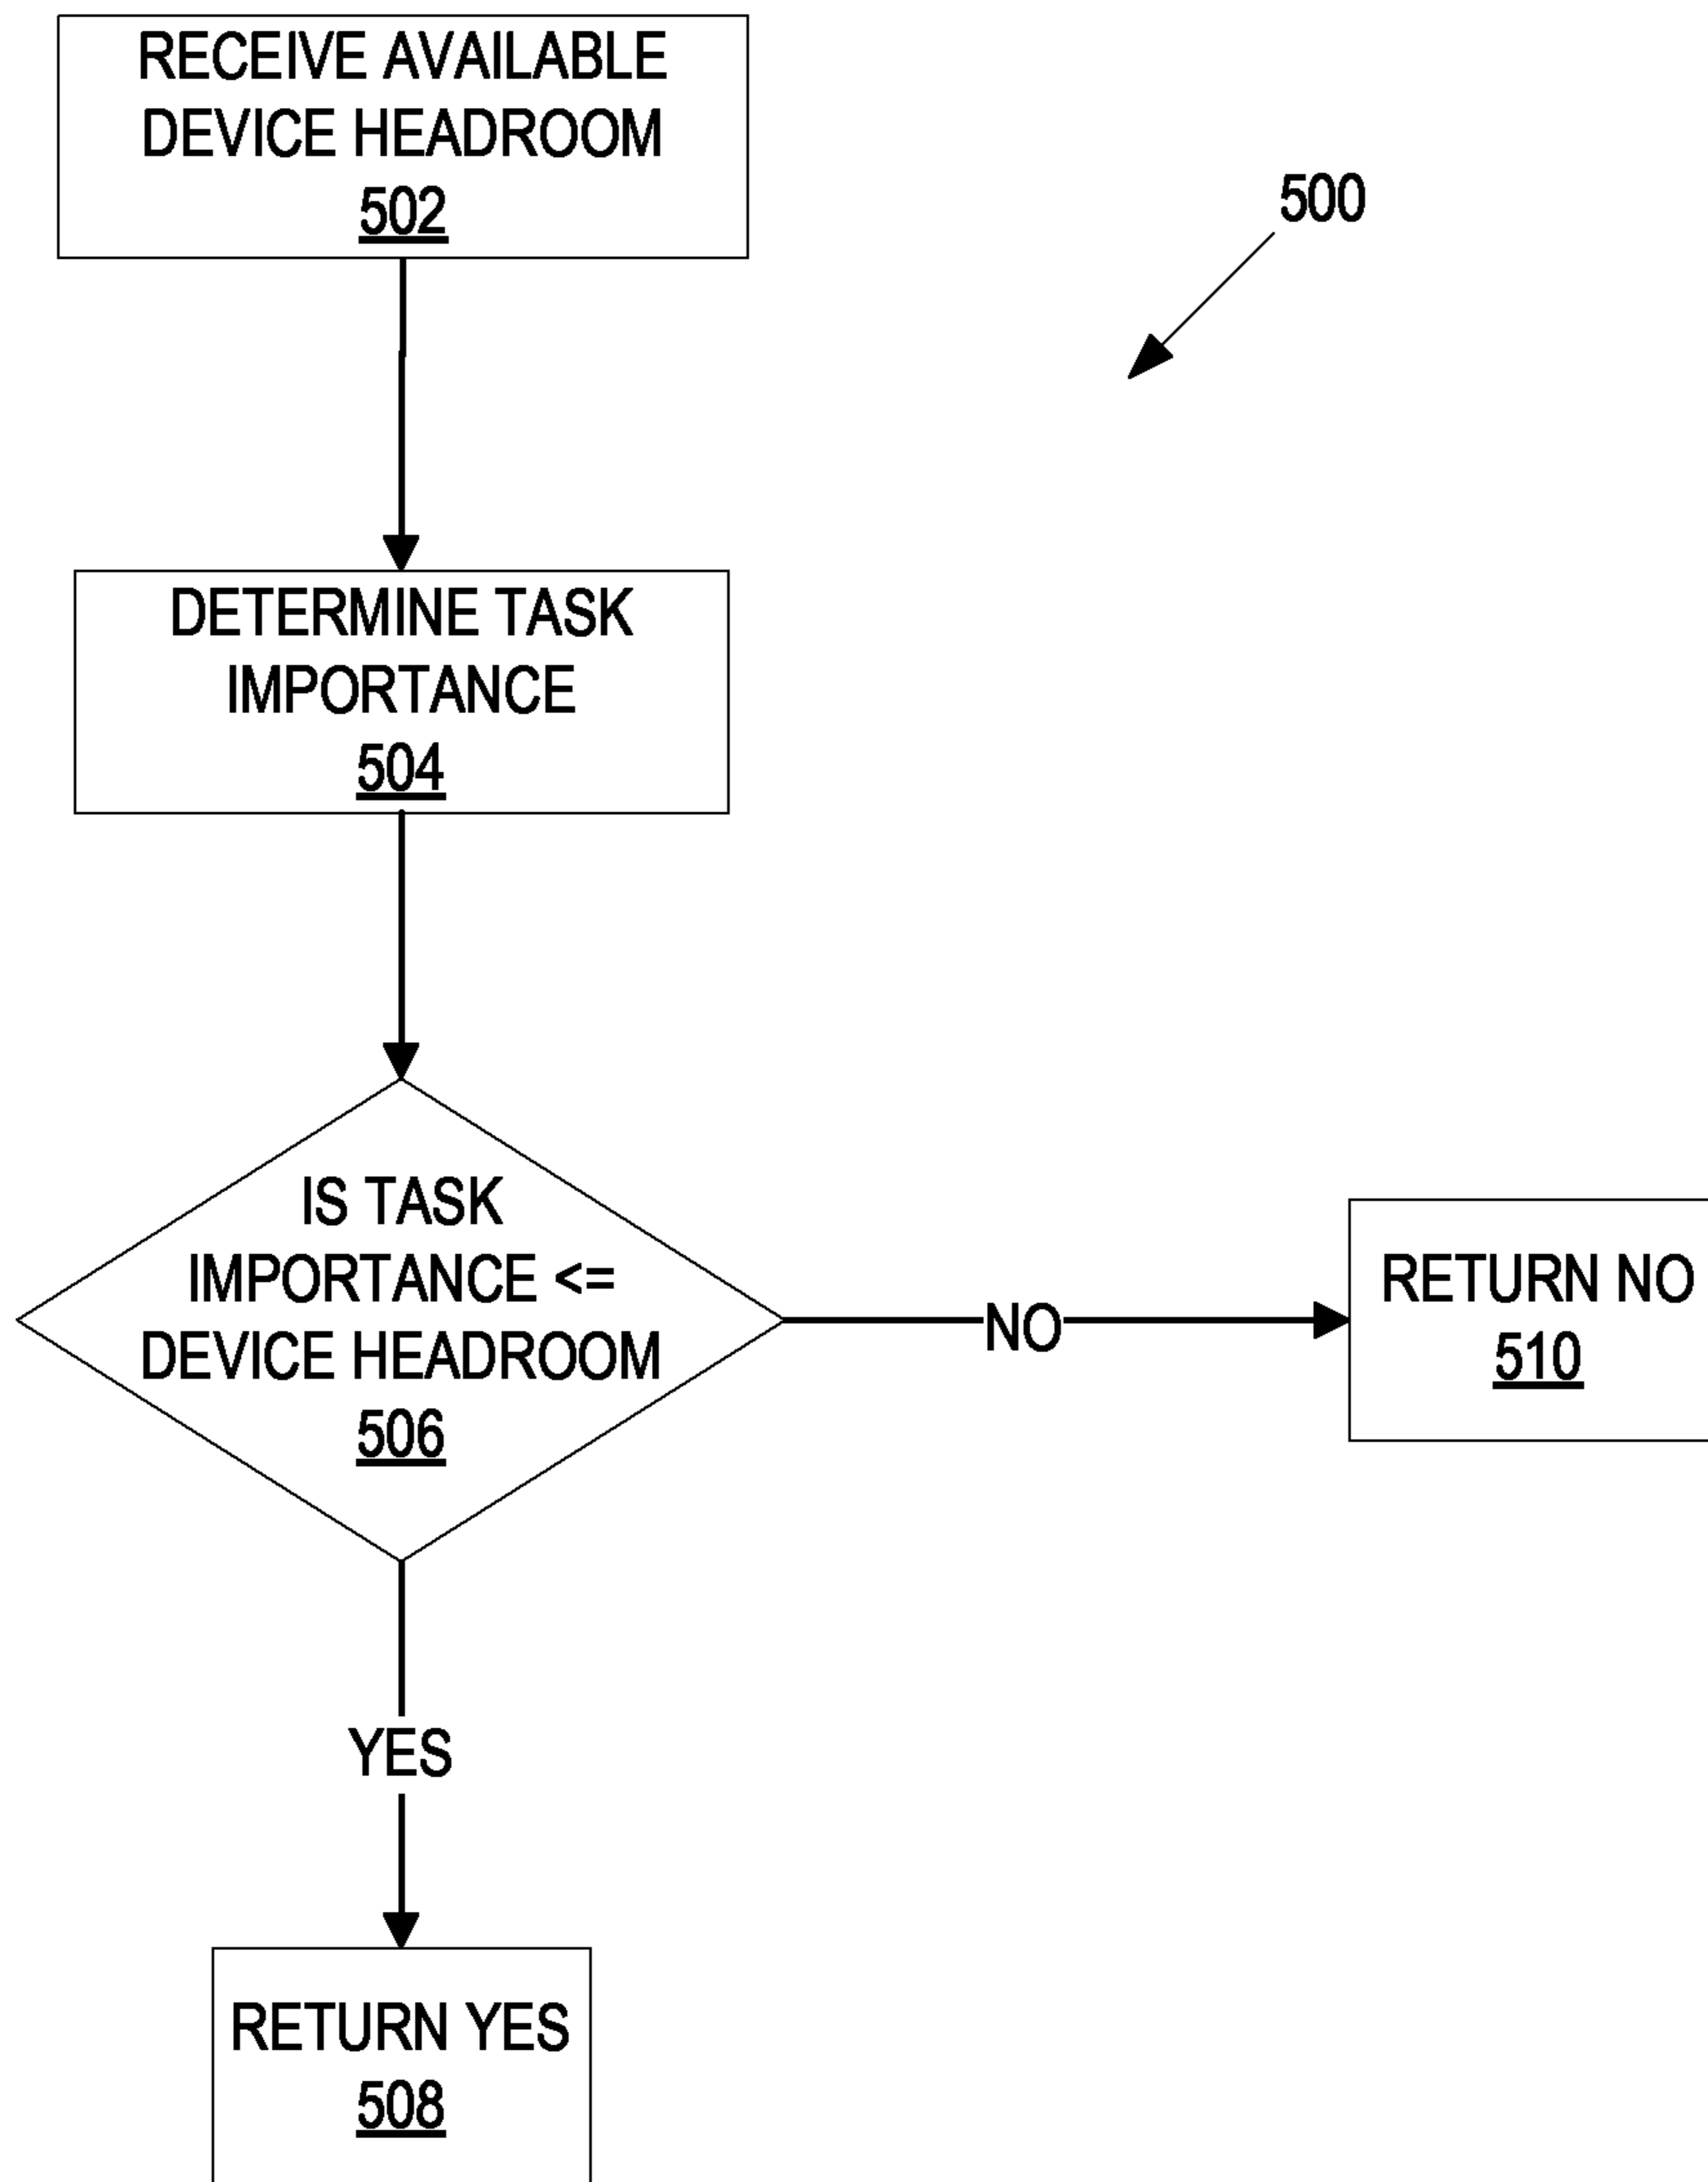 RECEIVE AVAILABLE
DEVICE HEADROOM
502
500
DETERMINE TASK
IMPORTANCE
504
IS TASK
IMPORTANCE <=
DEVICE HEADROOM
506
NO
RETURN NO
510
YES
RETURN YES
508